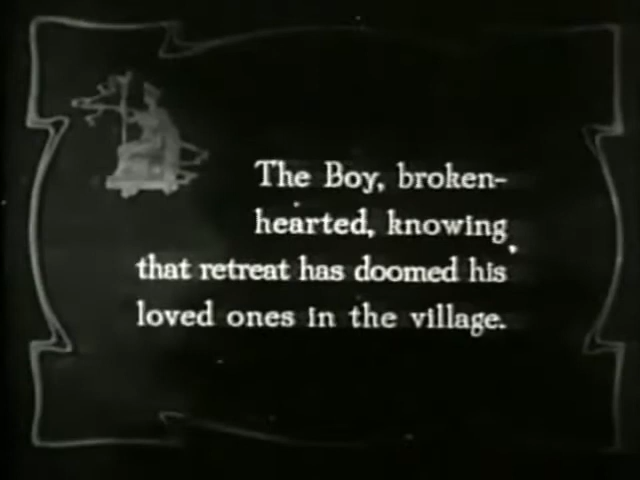 The Boy, broken-
hearted, knowing
that retreat has doomed his
loved ones in the village.